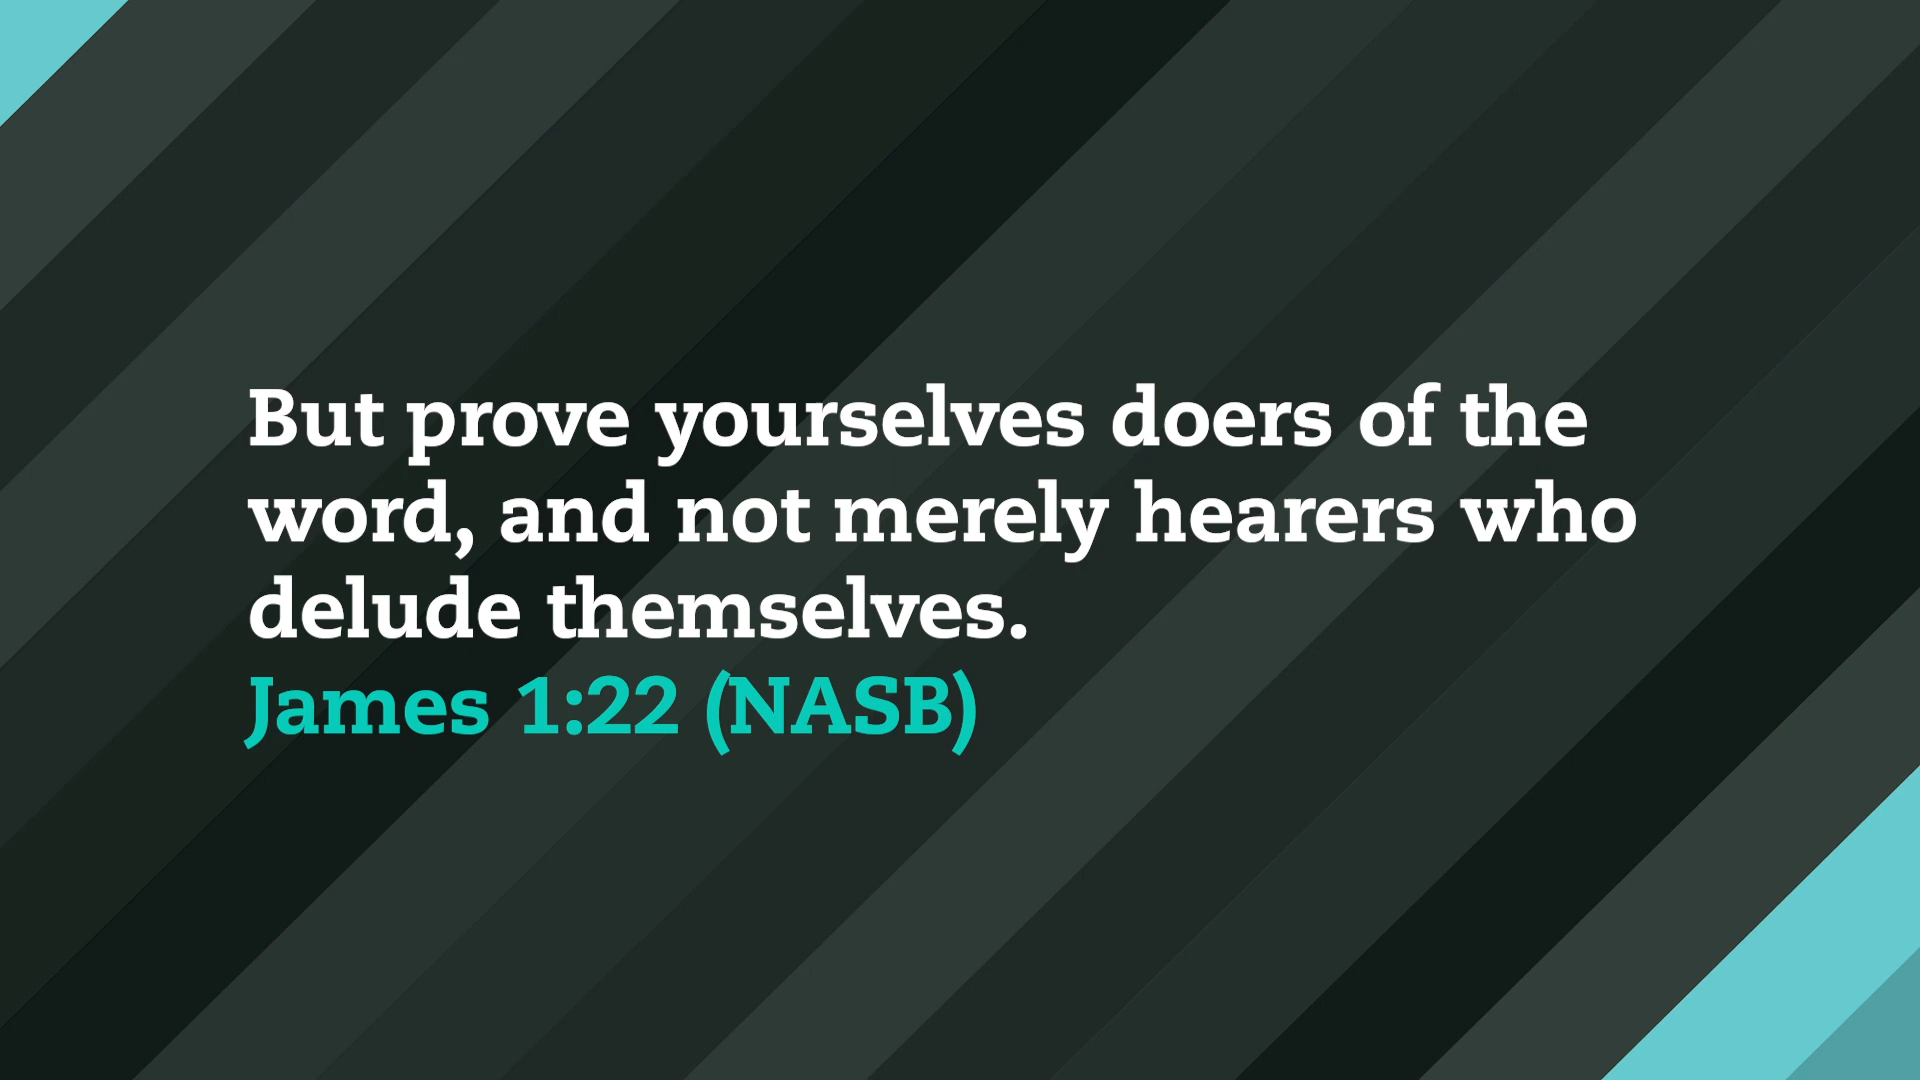 But prove yourselves doers of the
word, and not merely hearers who
delude themselves.
James 1:22 (NASB)